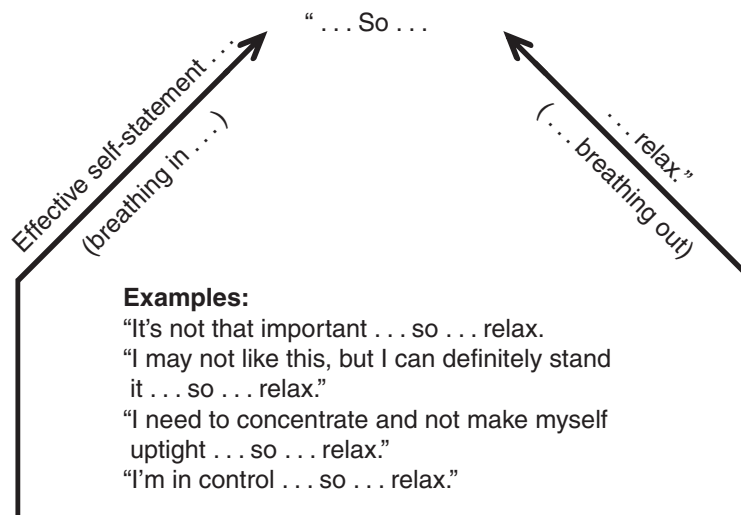 “ . . . So . . .
Effective self-statement . . .
(breathing in . . . )
. . . relax.”
( . . . breathing out)
Examples:
“It’s not that important . . . so . . . relax.
“I may not like this, but I can definitely stand
it . . . so . . . relax.”
“I need to concentrate and not make myself
uptight . . . so . . . relax.”
“I’m in control . . . so . . . relax.”